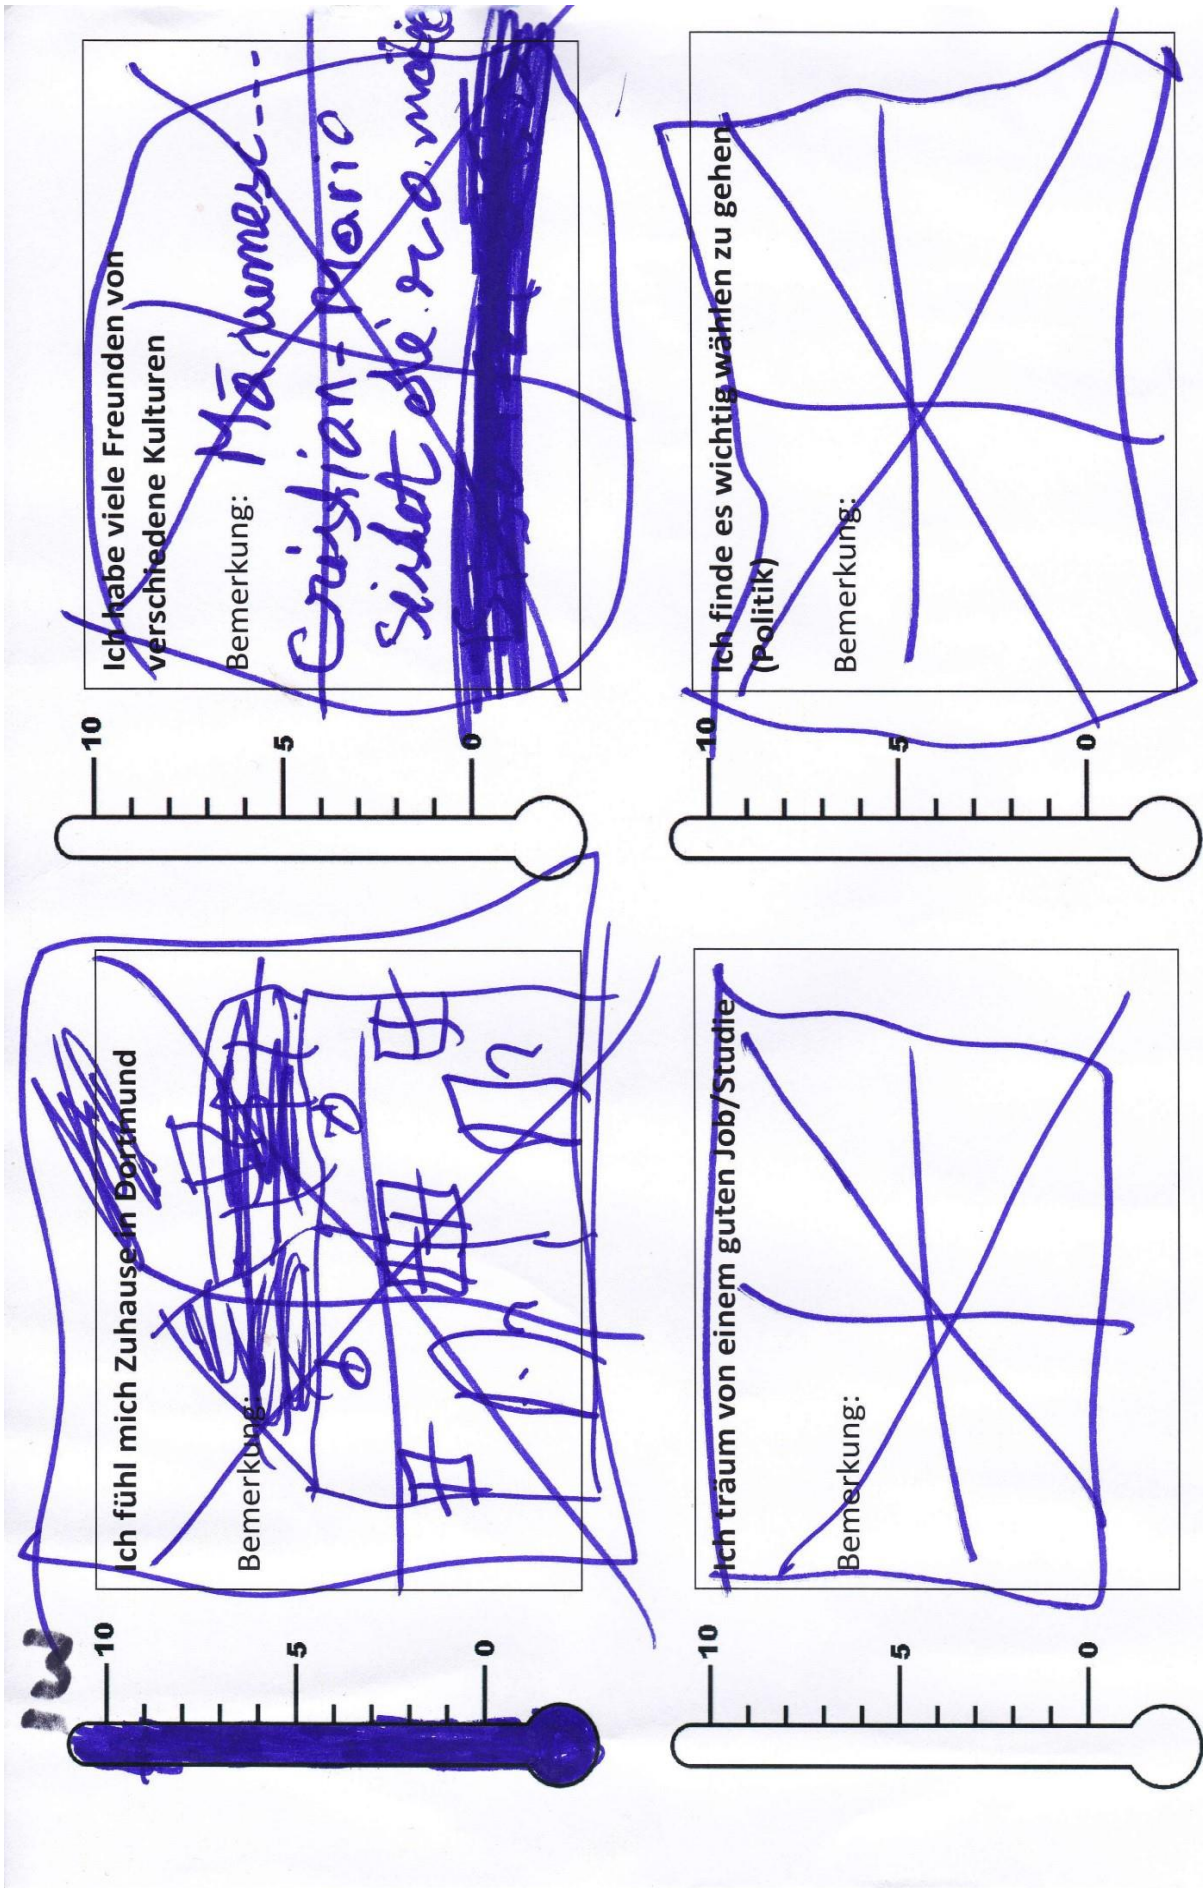 13
10
5
0
Ich fühl mich Zuhause in Dortmund
Bemerkung:
10
5
0
Ich habe viele Freunden von
verschiedene Kulturen
Bemerkung:
Cristian-Mario
10
5
0
Ich träum von einem guten Job/Studie
Bemerkung:
10
5
0
Ich finde es wichtig wählen zu gehen
(Politik)
Bemerkung: